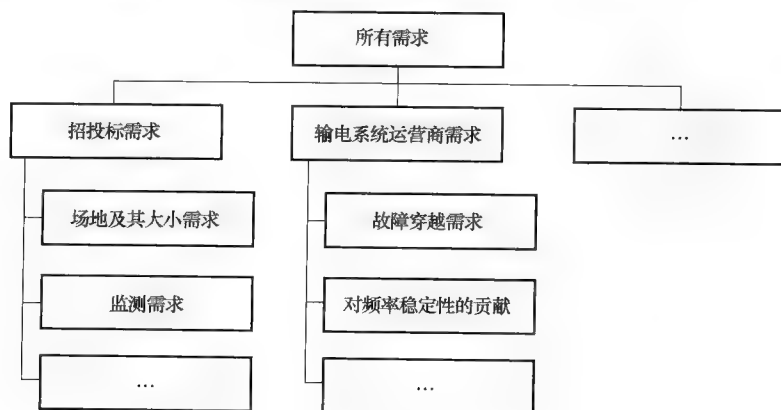 所有需求
招投标需求
输电系统运营商需求
…
场地及其大小需求
故障穿越需求
监测需求
对频率稳定性的贡献
…
…